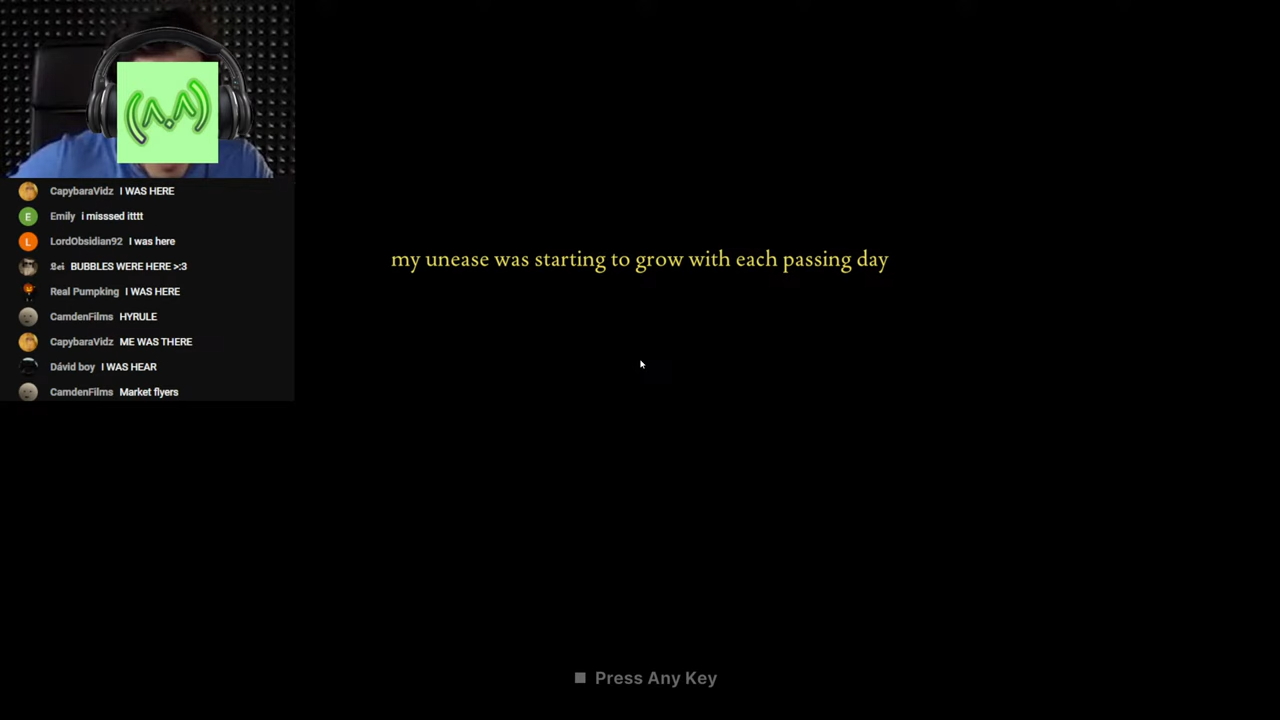 (^.^)
CapybaraVidz I WAS HERE
E Emily i misssed itttt
L LordObsidian92 I was here
𝕷𝖊𝖎 BUBBLES WERE HERE >:3
Real Pumpking I WAS HERE
CamdenFilms HYRULE
CapybaraVidz ME WAS THERE
Dávid boy I WAS HEAR
CamdenFilms Market flyers
my unease was starting to grow with each passing day
Press Any Key